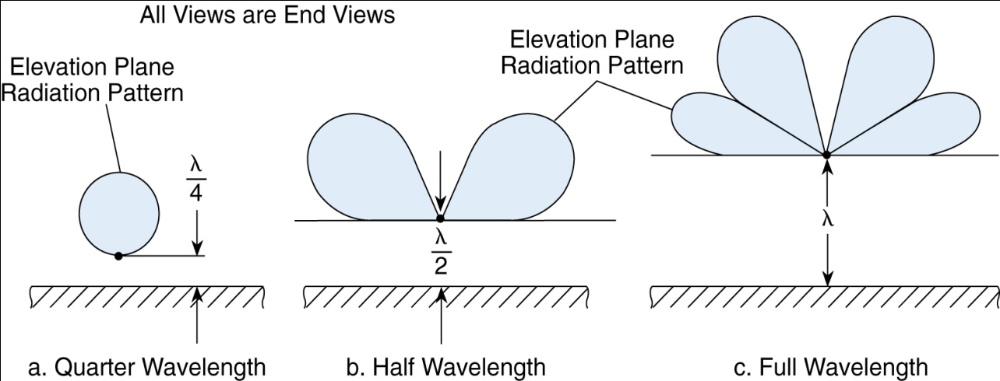 All Views are End Views
Elevation Plane
Radiation Pattern
Elevation Plane
Radiation Pattern
λ
4
λ
2
λ
a. Quarter Wavelength
b. Half Wavelength
c. Full Wavelength